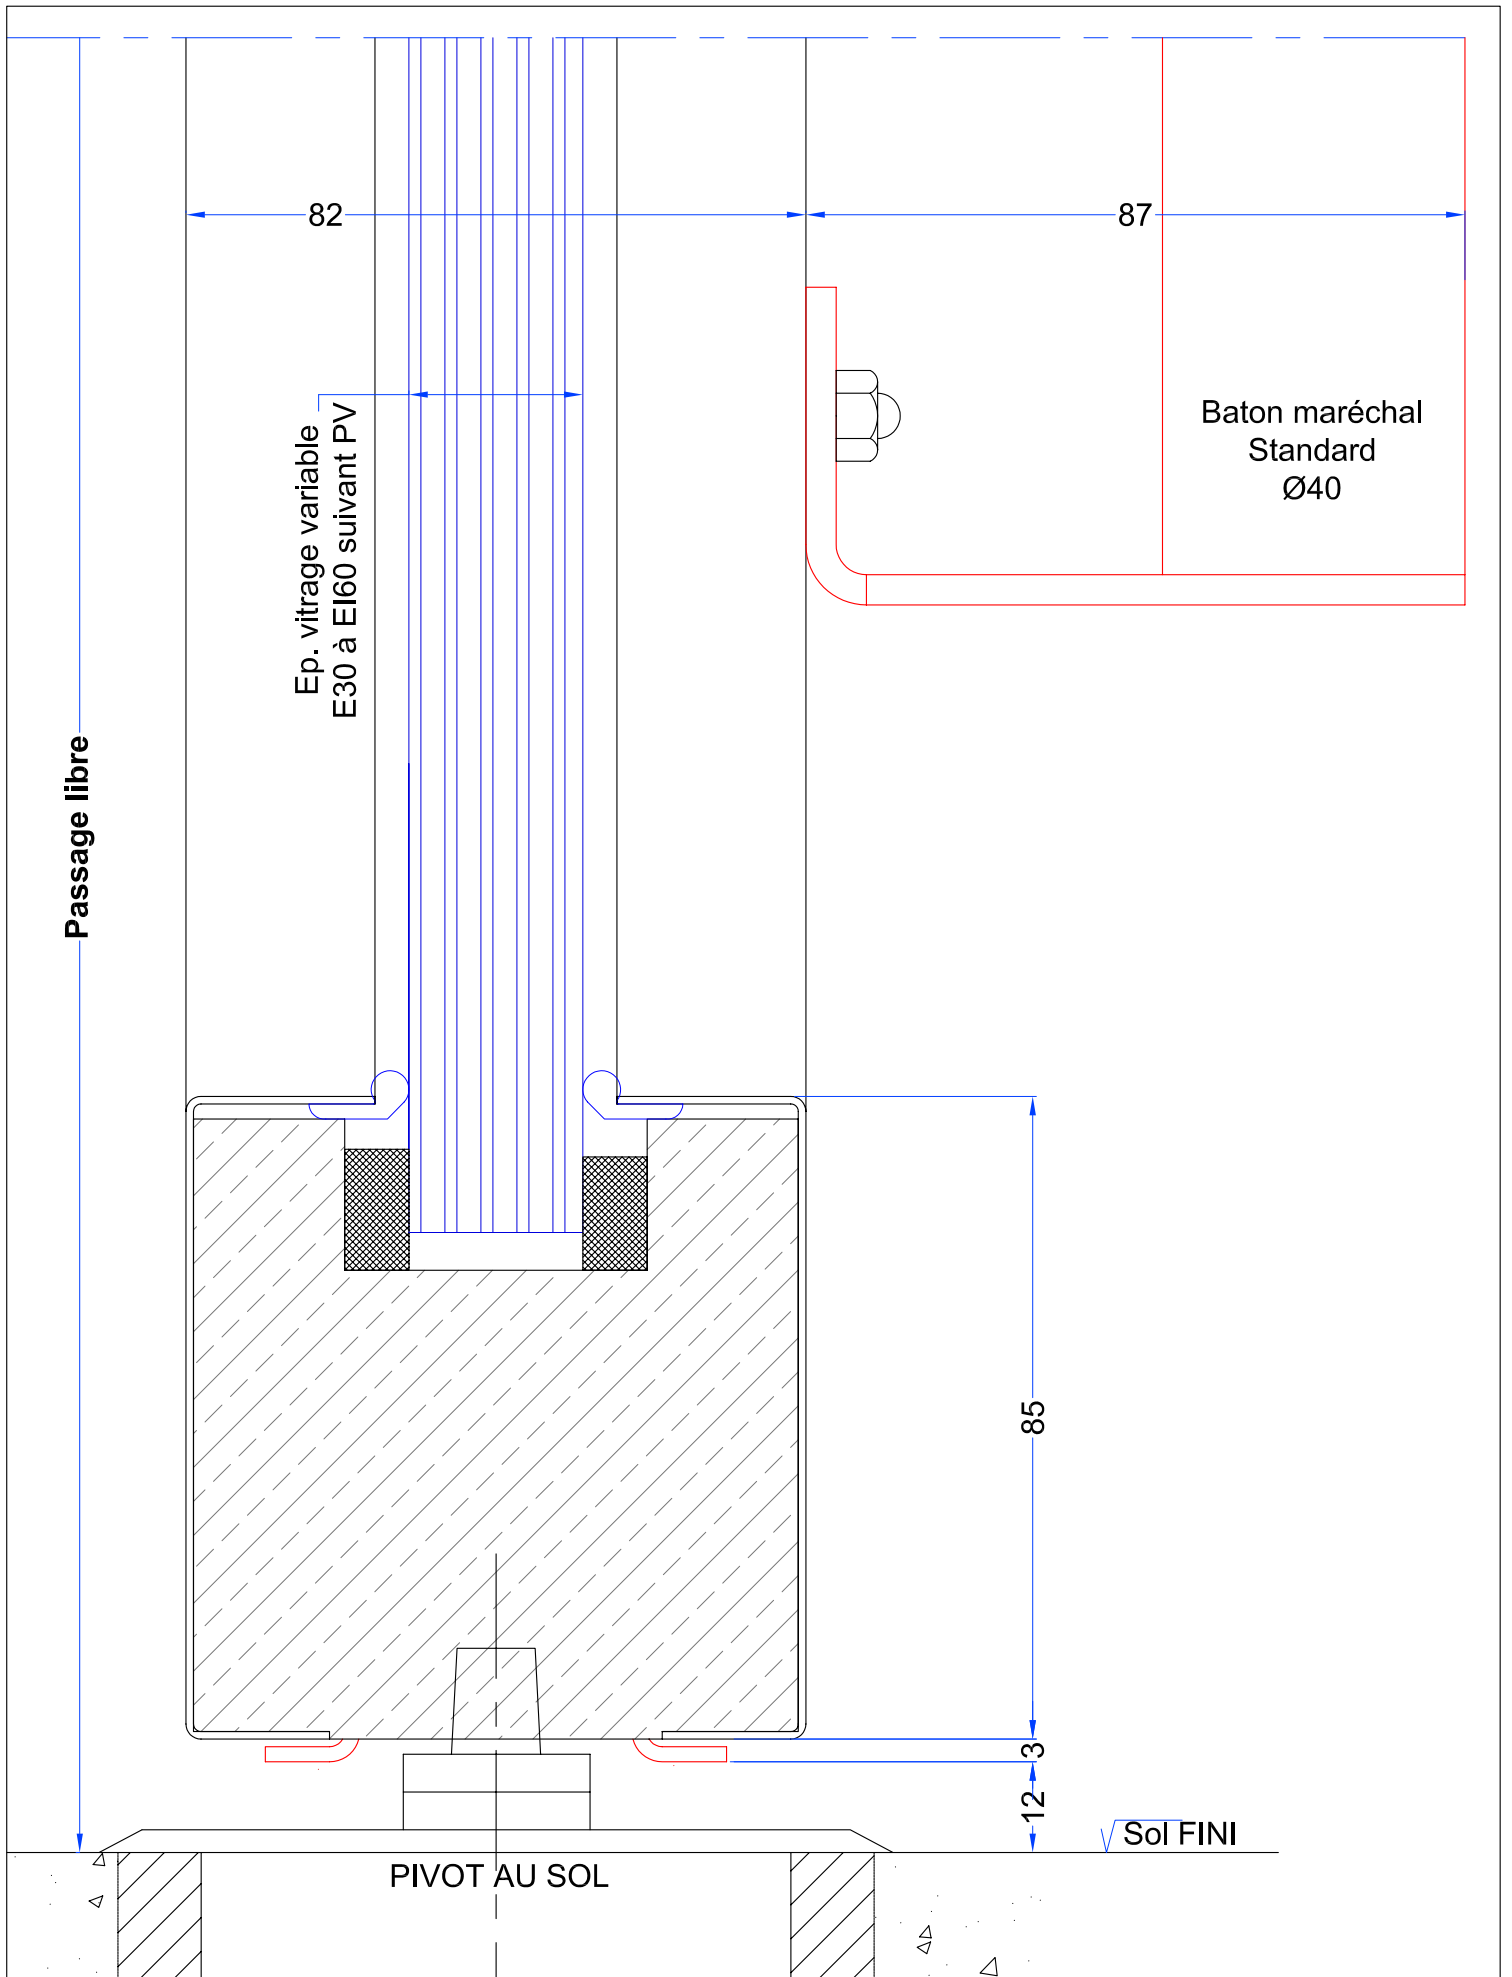 82
87
Ep. vitrage variable
E30 à EI60 suivant PV
Baton maréchal
Standard
Ø40
Passage libre
85
3
12
Sol FINI
PIVOT AU SOL